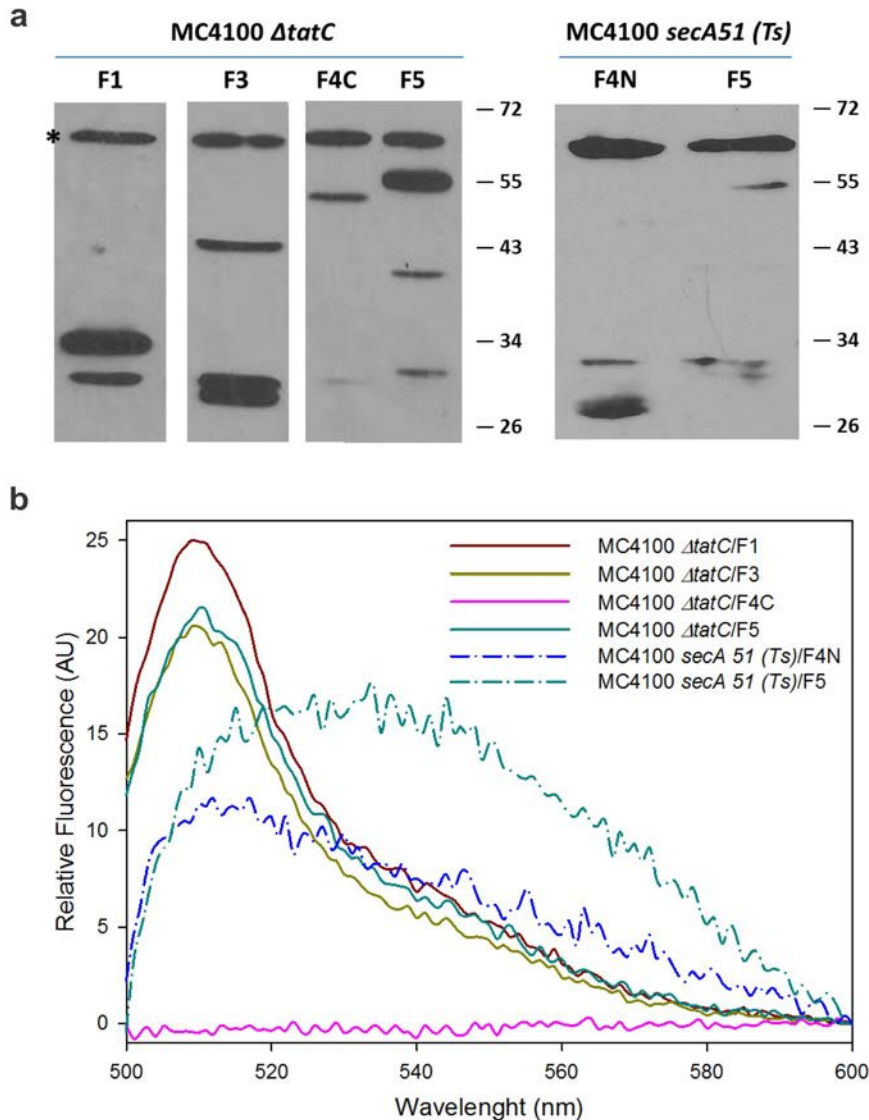 a
MC4100 ΔtatC
MC4100 secA51 (Ts)
F1 F3 F4C F5
F4N F5
*
— 72
— 55
— 43
— 34
— 26
— 72
— 55
— 43
— 34
— 26
b
25
20
15
10
5
0
Relative Fluorescence (AU)
MC4100 ΔtatC/F1
MC4100 ΔtatC/F3
MC4100 ΔtatC/F4C
MC4100 ΔtatC/F5
MC4100 secA 51 (Ts)/F4N
MC4100 secA 51 (Ts)/F5
500 520 540 560 580 600
Wavelenght (nm)